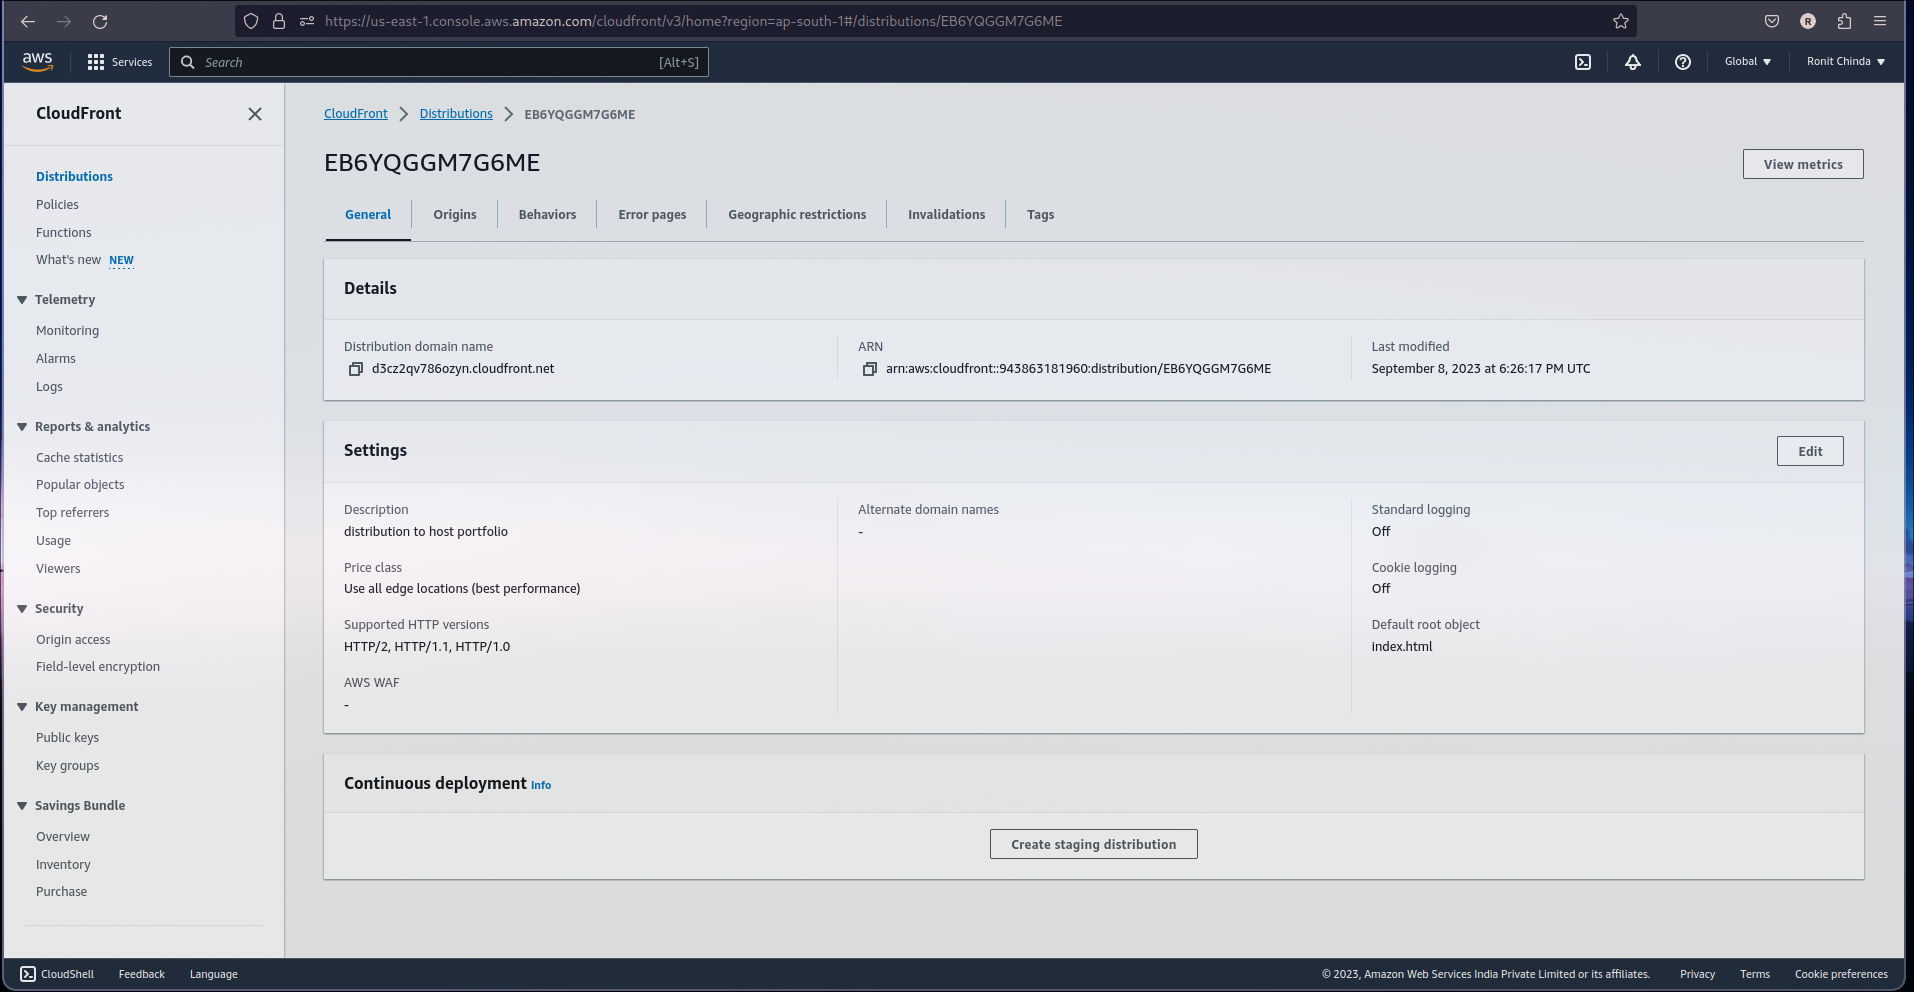 https://us-east-1.console.aws.amazon.com/cloudfront/v3/home?region=ap-south-1#/distributions/EB6YQGGM7G6ME
R
aws
Services
Search
[Alt+S]
Global
Ronit Chinda
CloudFront
Distributions
Policies
Functions
What's new NEW
Telemetry
Monitoring
Alarms
Logs
Reports & analytics
Cache statistics
Popular objects
Top referrers
Usage
Viewers
Security
Origin access
Field-level encryption
Key management
Public keys
Key groups
Savings Bundle
Overview
Inventory
Purchase
CloudFront
Distributions
EB6YQGGM7G6ME
EB6YQGGM7G6ME
View metrics
General
Origins
Behaviors
Error pages
Geographic restrictions
Invalidations
Tags
Details
Distribution domain name
d3cz2qv786ozyn.cloudfront.net
ARN
arn:aws:cloudfront::943863181960:distribution/EB6YQGGM7G6ME
Last modified
September 8, 2023 at 6:26:17 PM UTC
Settings
Edit
Description
distribution to host portfolio
Price class
Use all edge locations (best performance)
Supported HTTP versions
HTTP/2, HTTP/1.1, HTTP/1.0
AWS WAF
-
Alternate domain names
-
Standard logging
Off
Cookie logging
Off
Default root object
index.html
Continuous deployment Info
Create staging distribution
CloudShell
Feedback
Language
© 2023, Amazon Web Services India Private Limited or its affiliates.
Privacy
Terms
Cookie preferences